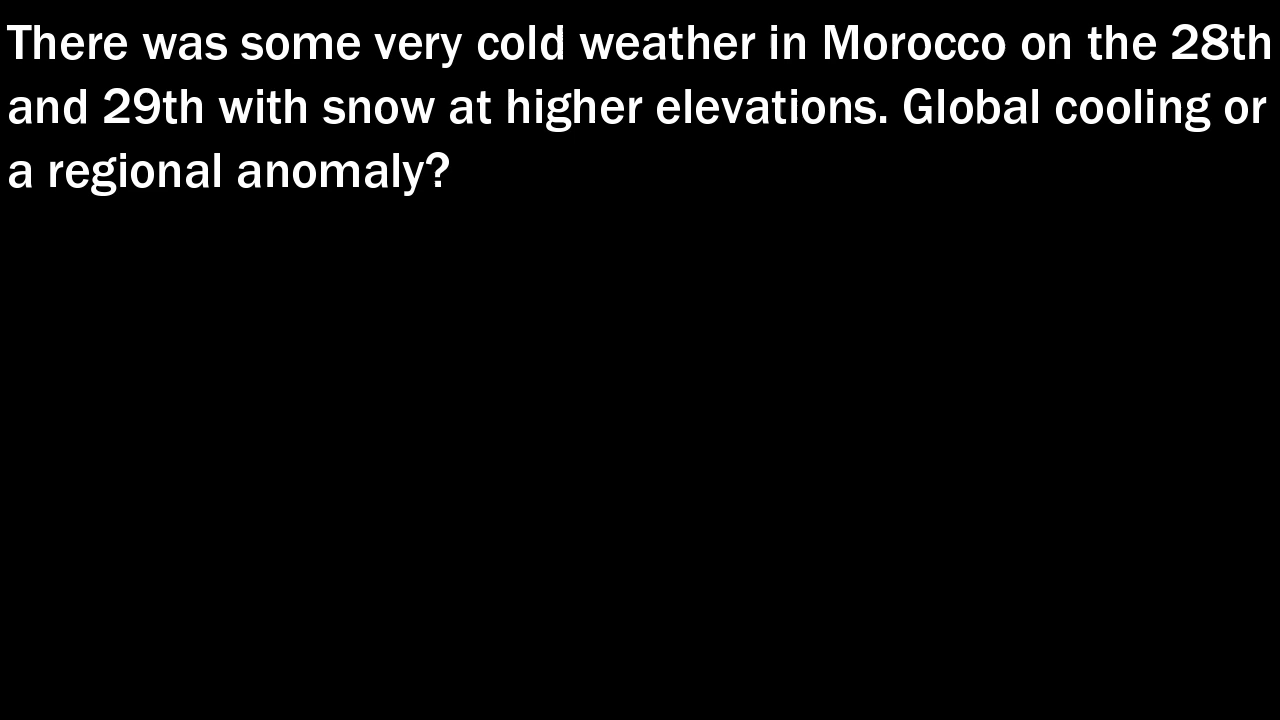 There was some very cold weather in Morocco on the 28th
and 29th with snow at higher elevations. Global cooling or
a regional anomaly?